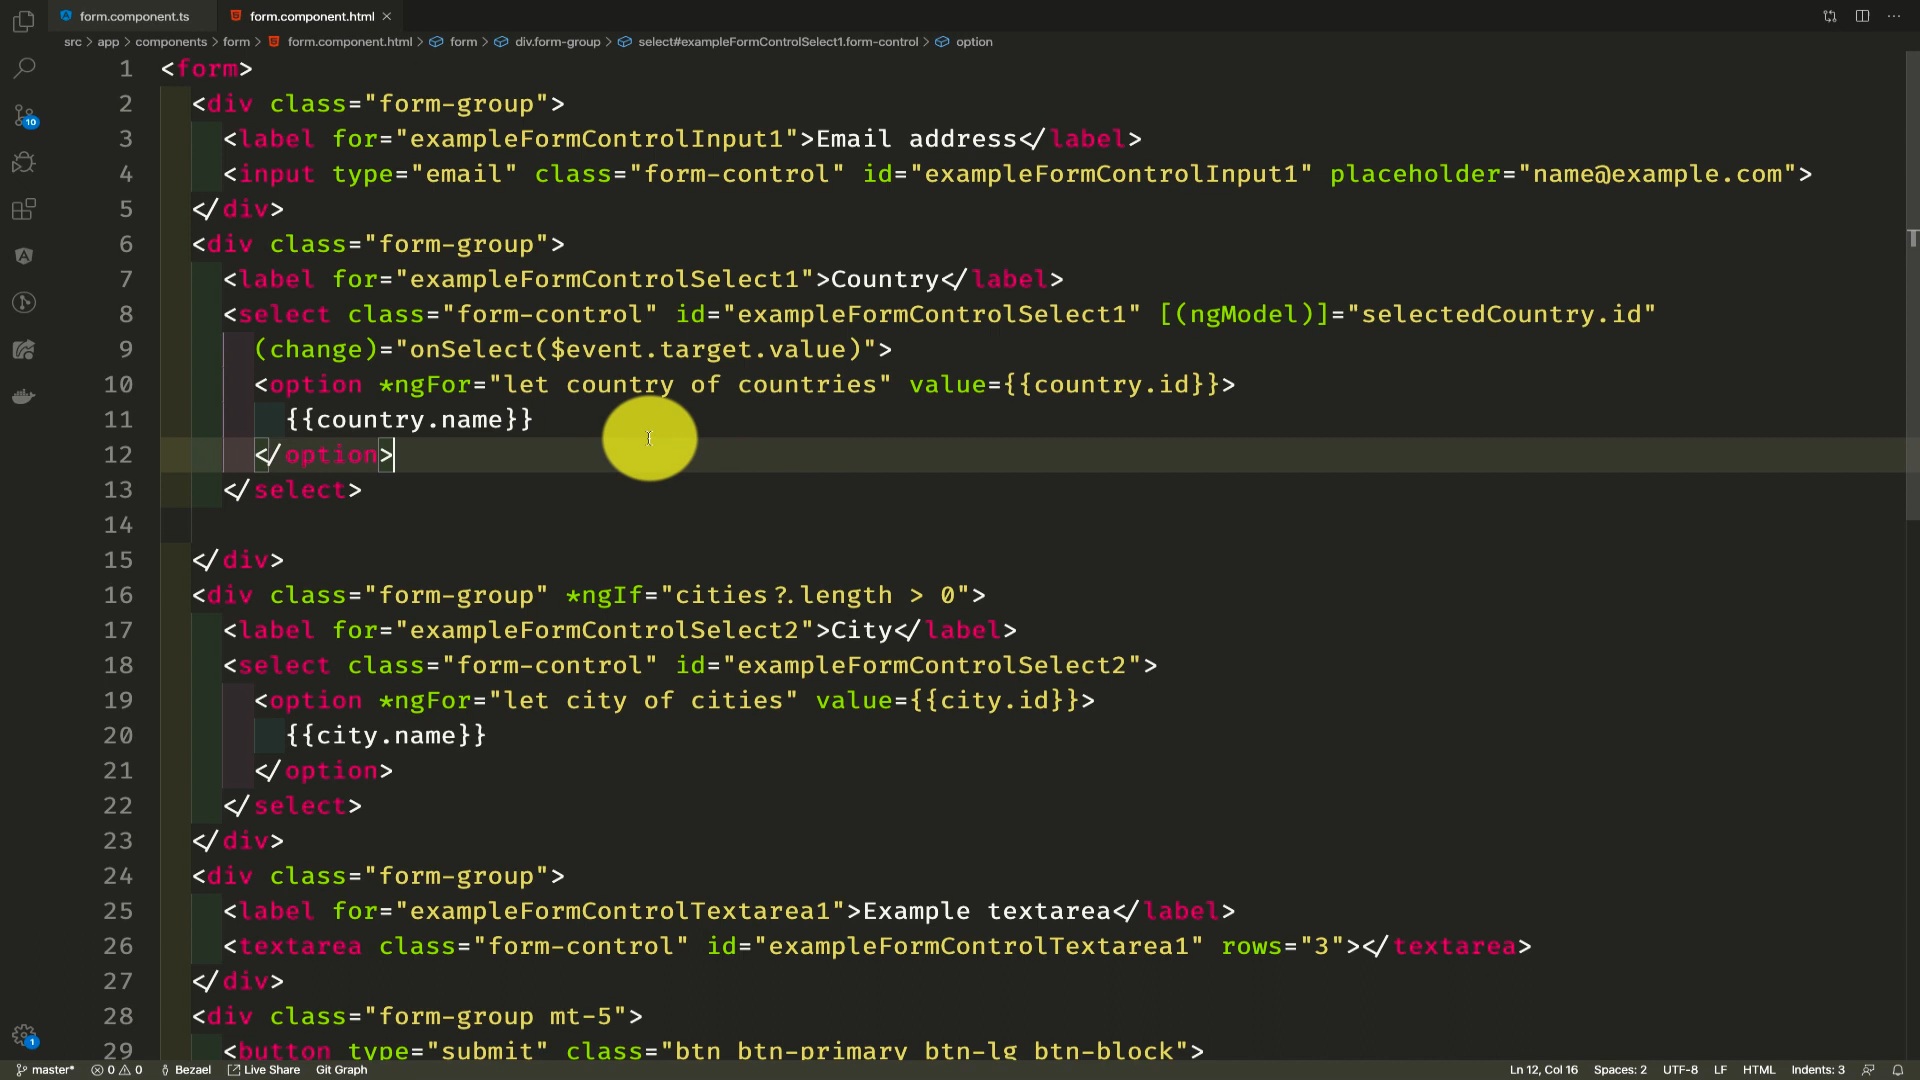 form.component.ts
form.component.html
src > app > components > form > form.component.html > form > div.form-group > select#exampleFormControlSelect1.form-control > option
1 <form>
2 <div class="form-group">
3 <label for="exampleFormControlInput1">Email address</label>
4 <input type="email" class="form-control" id="exampleFormControlInput1" placeholder="name@example.com">
5 </div>
6 <div class="form-group">
7 <label for="exampleFormControlSelect1">Country</label>
8 <select class="form-control" id="exampleFormControlSelect1" [(ngModel)]="selectedCountry.id"
9 (change)="onSelect($event.target.value)">
10 <option *ngFor="let country of countries" value={{country.id}}>
11 {{country.name}}
12 </option>
13 </select>
14
15 </div>
16 <div class="form-group" *ngIf="cities?.length > 0">
17 <label for="exampleFormControlSelect2">City</label>
18 <select class="form-control" id="exampleFormControlSelect2">
19 <option *ngFor="let city of cities" value={{city.id}}>
20 {{city.name}}
21 </option>
22 </select>
23 </div>
24 <div class="form-group">
25 <label for="exampleFormControlTextarea1">Example textarea</label>
26 <textarea class="form-control" id="exampleFormControlTextarea1" rows="3"></textarea>
27 </div>
28 <div class="form-group mt-5">
29 <button type="submit" class="btn btn-primary btn-lg btn-block">
10
1
master* 0 0 Bezael Live Share Git Graph Ln 12, Col 16 Spaces: 2 UTF-8 LF HTML Indents: 3